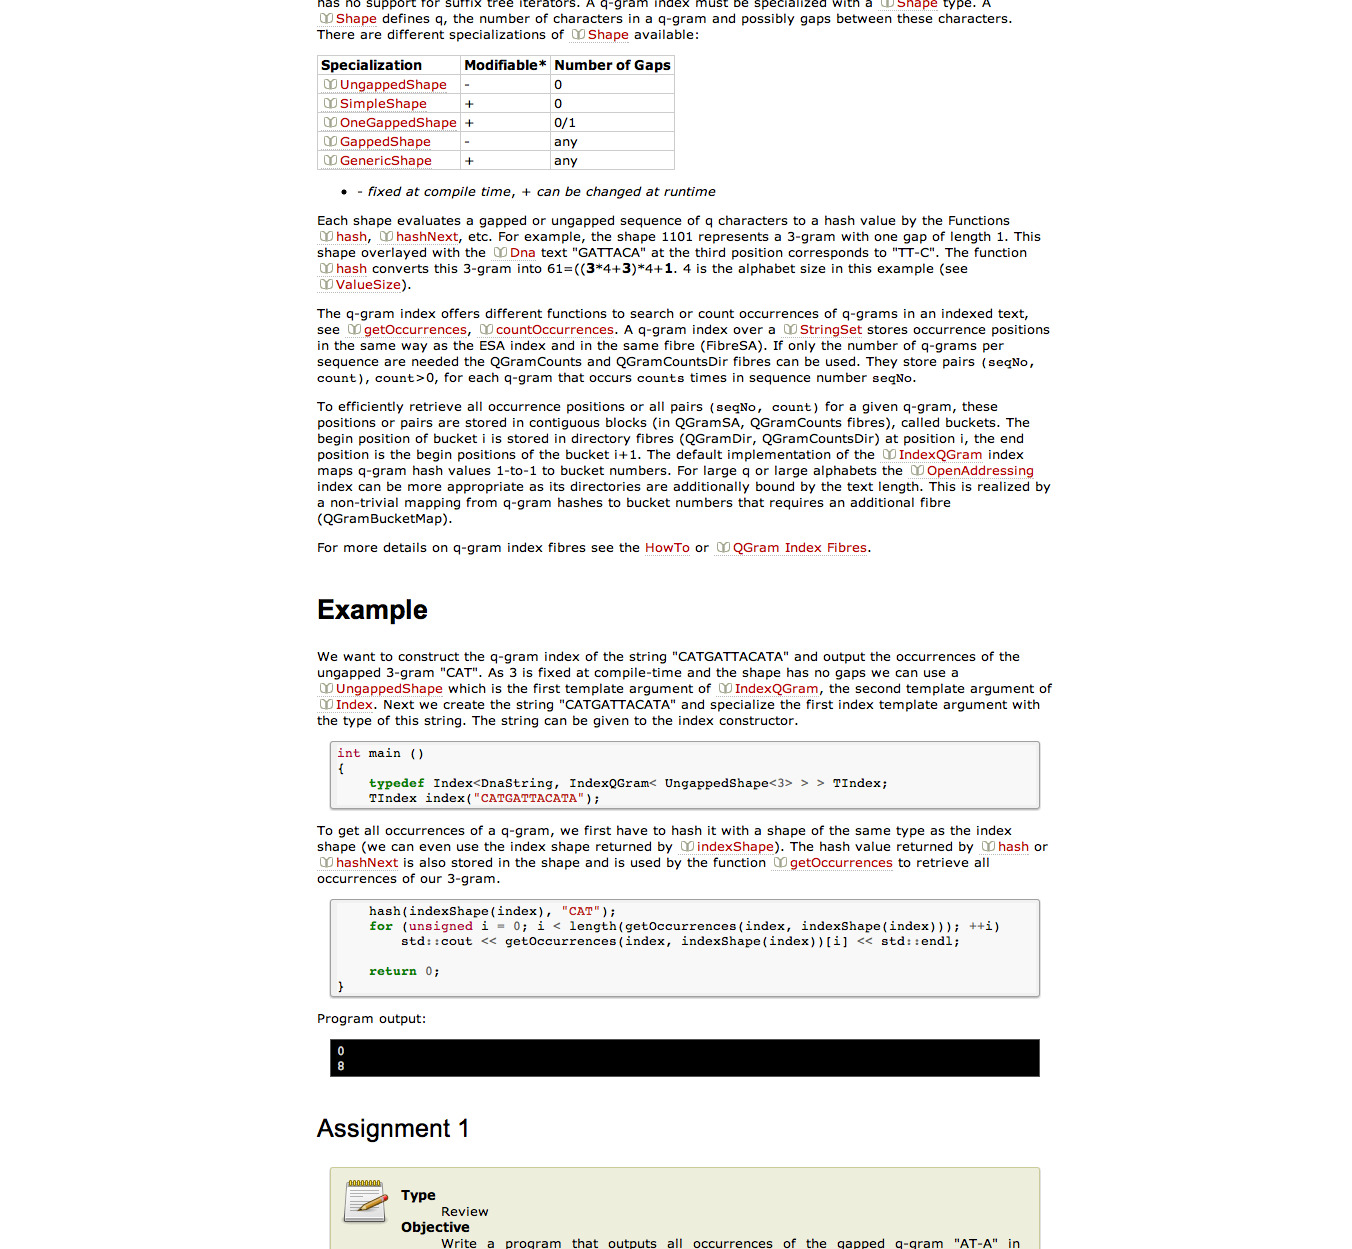 has no support for suffix tree iterators. A q-gram index must be specialized with a Shape type. A
Shape defines q, the number of characters in a q-gram and possibly gaps between these characters.
There are different specializations of Shape available:
Specialization Modifiable* Number of Gaps
UngappedShape - 0
SimpleShape + 0
OneGappedShape + 0/1
GappedShape - any
GenericShape + any
• - fixed at compile time, + can be changed at runtime
Each shape evaluates a gapped or ungapped sequence of q characters to a hash value by the Functions
hash, hashNext, etc. For example, the shape 1101 represents a 3-gram with one gap of length 1. This
shape overlayed with the Dna text "GATTACA" at the third position corresponds to "TT-C". The function
hash converts this 3-gram into 61=((3*4+3)*4+1. 4 is the alphabet size in this example (see
ValueSize).
The q-gram index offers different functions to search or count occurrences of q-grams in an indexed text,
see getOccurrences, countOccurrences. A q-gram index over a StringSet stores occurrence positions
in the same way as the ESA index and in the same fibre (FibreSA). If only the number of q-grams per
sequence are needed the QGramCounts and QGramCountsDir fibres can be used. They store pairs (seqNo,
count), count>0, for each q-gram that occurs counts times in sequence number seqNo.
To efficiently retrieve all occurrence positions or all pairs (seqNo, count) for a given q-gram, these
positions or pairs are stored in contiguous blocks (in QGramSA, QGramCounts fibres), called buckets. The
begin position of bucket i is stored in directory fibres (QGramDir, QGramCountsDir) at position i, the end
position is the begin positions of the bucket i+1. The default implementation of the IndexQGram index
maps q-gram hash values 1-to-1 to bucket numbers. For large q or large alphabets the OpenAddressing
index can be more appropriate as its directories are additionally bound by the text length. This is realized by
a non-trivial mapping from q-gram hashes to bucket numbers that requires an additional fibre
(QGramBucketMap).
For more details on q-gram index fibres see the HowTo or QGram Index Fibres.
Example
We want to construct the q-gram index of the string "CATGATTACATA" and output the occurrences of the
ungapped 3-gram "CAT". As 3 is fixed at compile-time and the shape has no gaps we can use a
UngappedShape which is the first template argument of IndexQGram, the second template argument of
Index. Next we create the string "CATGATTACATA" and specialize the first index template argument with
the type of this string. The string can be given to the index constructor.
int main ()
{
typedef Index<DnaString, IndexQGram< UngappedShape<3> > > TIndex;
TIndex index("CATGATTACATA");
To get all occurrences of a q-gram, we first have to hash it with a shape of the same type as the index
shape (we can even use the index shape returned by indexShape). The hash value returned by hash or
hashNext is also stored in the shape and is used by the function getOccurrences to retrieve all
occurrences of our 3-gram.
hash(indexShape(index), "CAT");
for (unsigned i = 0; i < length(getOccurrences(index, indexShape(index))); ++i)
std::cout << getOccurrences(index, indexShape(index))[i] << std::endl;
return 0;
}
Program output:
0
8
Assignment 1
Type
Review
Objective
Write a program that outputs all occurrences of the gapped q-gram "AT-A" in